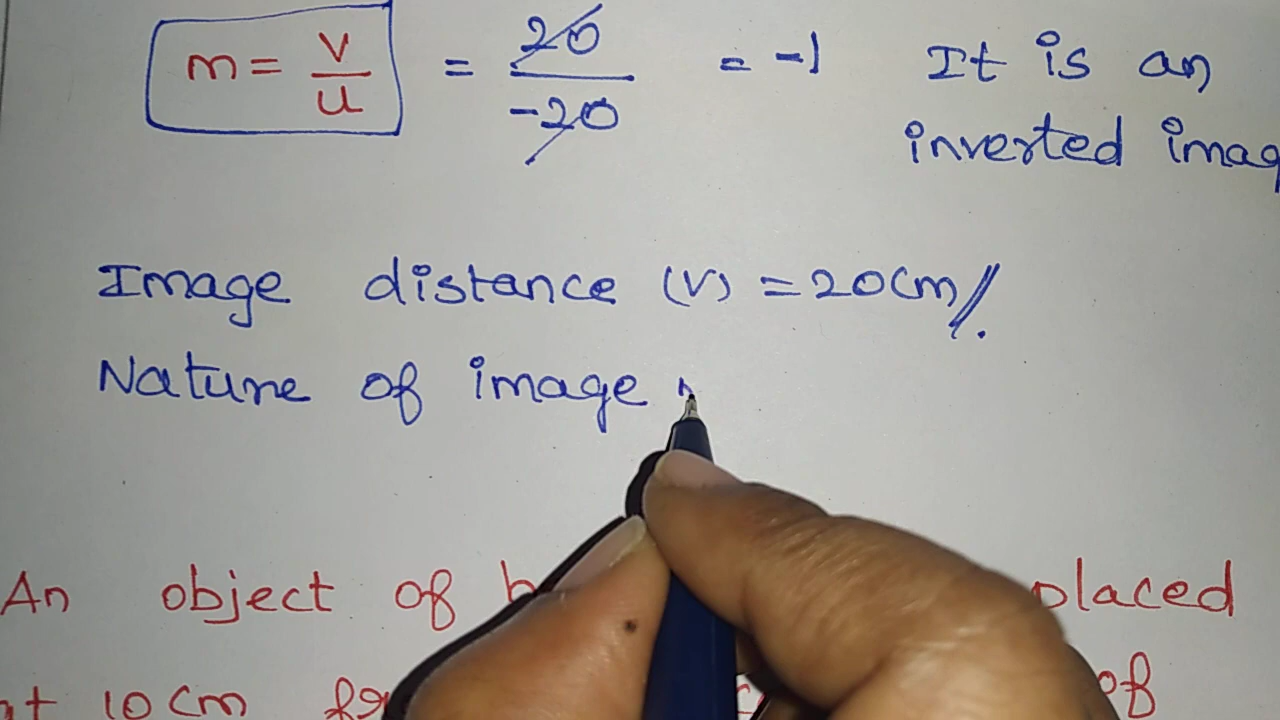 m = v/u = 20/-20 = -1 It is an
inverted imag
Image distance (v) = 20cm//.
Nature of image
An object of placed
at 10 cm of